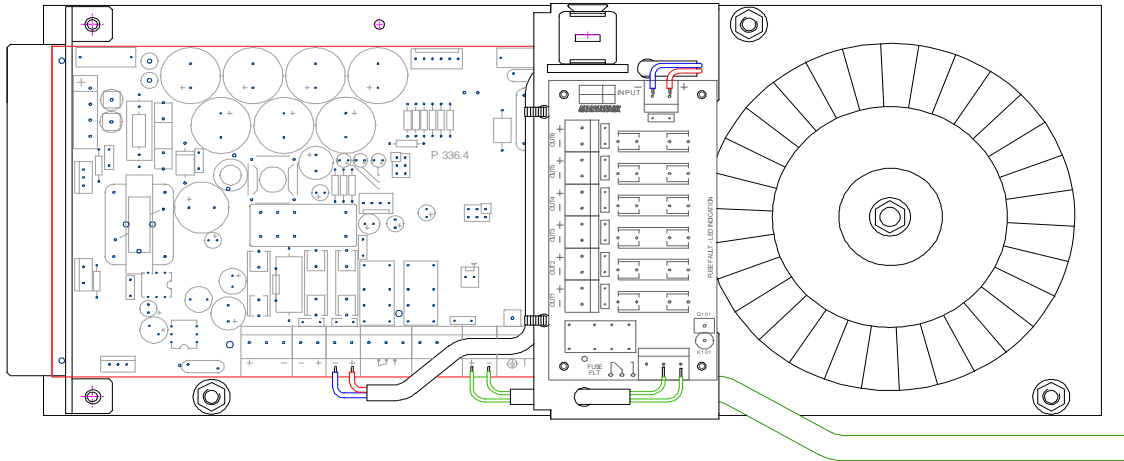 P 336.4
INPUT
−
+
OUT6
+
−
OUT5
+
−
OUT4
+
−
OUT3
+
−
OUT2
+
−
OUT1
+
−
FUSE FAULT - LED INDICATION
Q101
K101
FUSE
FLT